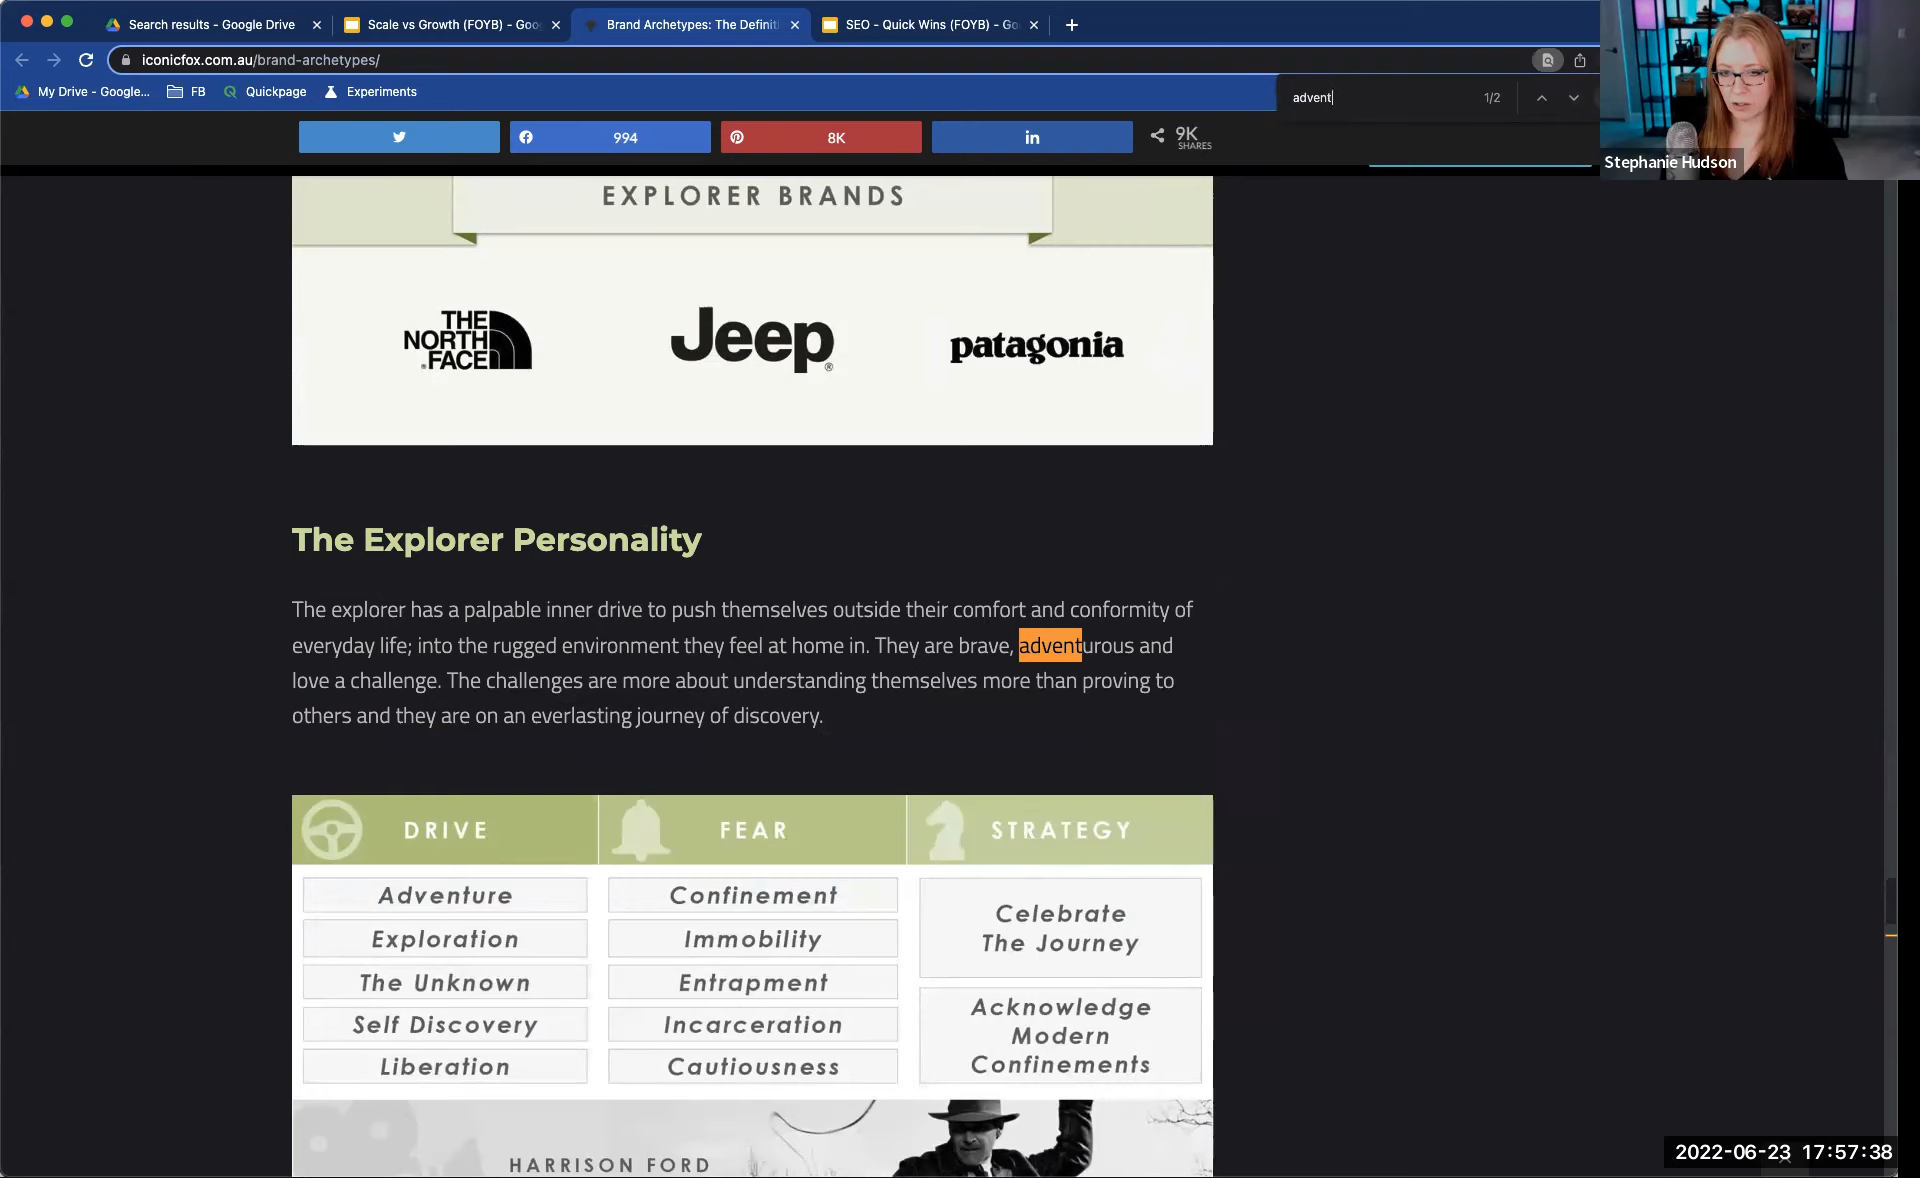 Search results - Google Drive
Scale vs Growth (FOYB) - Goo
Brand Archetypes: The Definit
SEO - Quick Wins (FOYB) - Go
iconicfox.com.au/brand-archetypes/
My Drive - Google...
FB
Quickpage
Experiments
advent
1/2
994
8K
in
9K
SHARES
Stephanie Hudson
EXPLORER BRANDS
THE
NORTH
FACE
Jeep®
patagonia
The Explorer Personality
The explorer has a palpable inner drive to push themselves outside their comfort and conformity of
everyday life; into the rugged environment they feel at home in. They are brave, adventurous and
love a challenge. The challenges are more about understanding themselves more than proving to
others and they are on an everlasting journey of discovery.
DRIVE
FEAR
STRATEGY
Adventure
Exploration
The Unknown
Self Discovery
Liberation
Confinement
Immobility
Entrapment
Incarceration
Cautiousness
Celebrate
The Journey
Acknowledge
Modern
Confinements
HARRISON FORD
2022-06-23 17:57:38